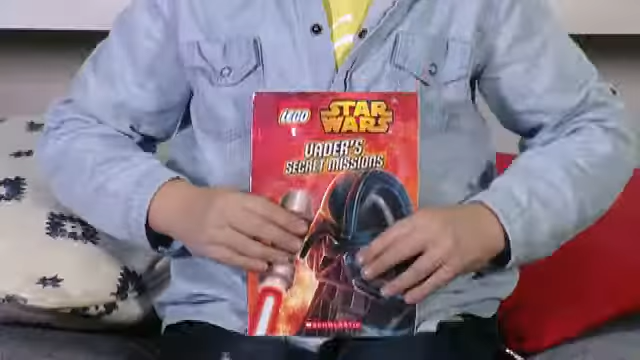 LEGO
STAR
WARS
VADER'S
SECRET MISSIONS
SCHOLASTIC